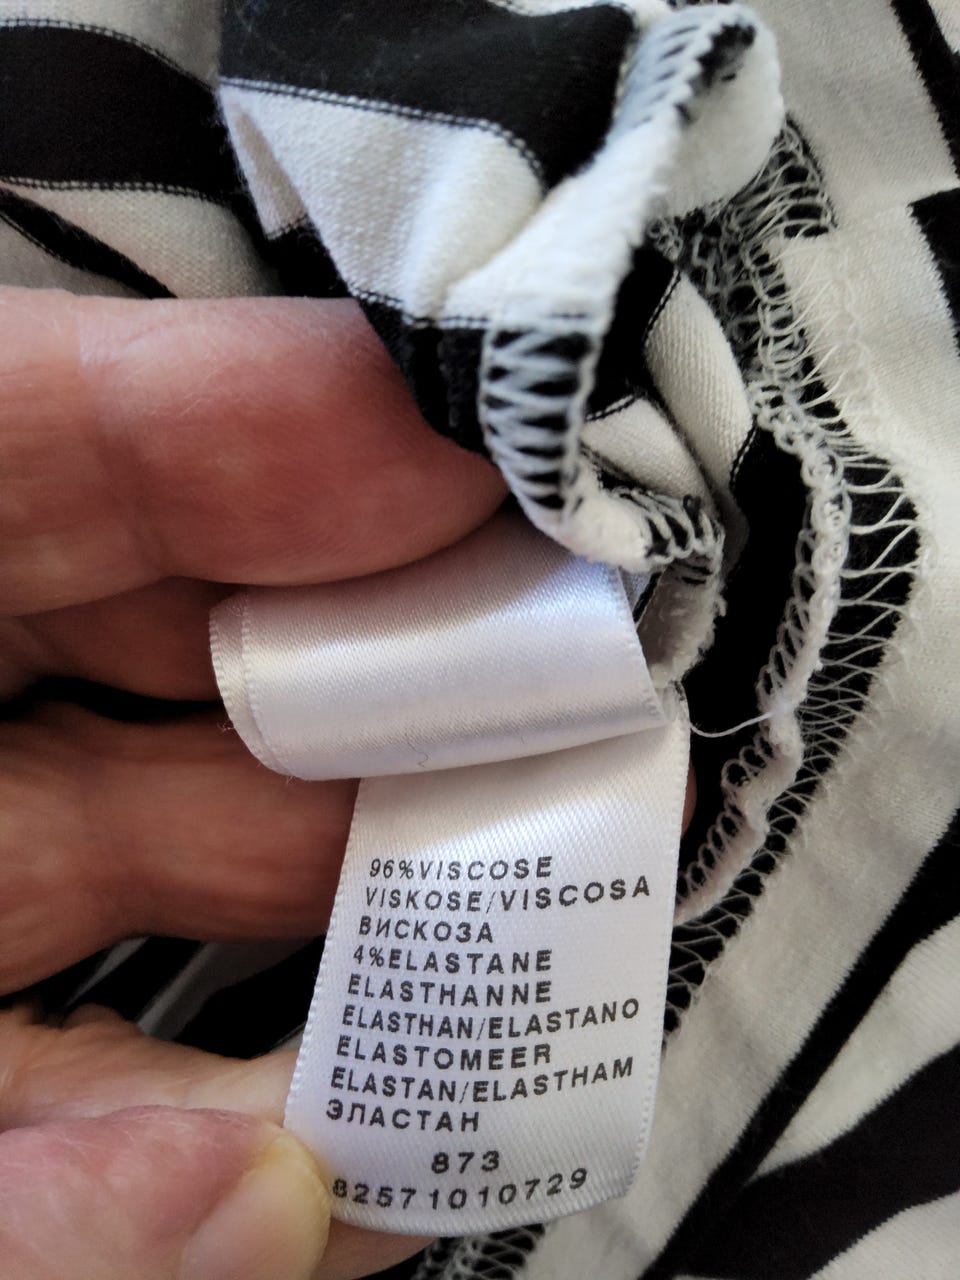 96%VISCOSE
VISKOSE/VISCOSA
ВИСКОЗА
4%ELASTANE
ELASTHANNE
ELASTHAN/ELASTANO
ELASTOMEER
ELASTAN/ELASTHAM
ЭЛАСТАН
873
82571010729